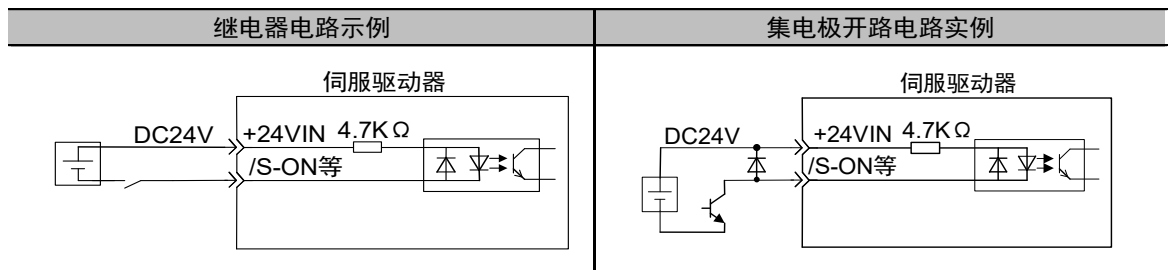 继电器电路示例
集电极开路电路实例
伺服驱动器
DC24V
+24VIN
4.7KΩ
/S-ON等
伺服驱动器
DC24V
+24VIN
4.7KΩ
/S-ON等